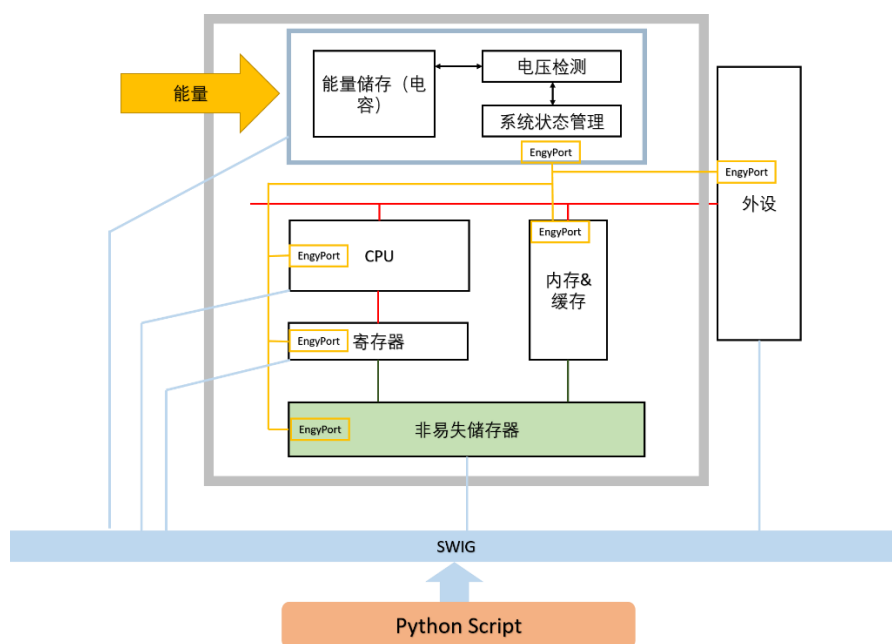 能量
能量储存（电
容）
电压检测
系统状态管理
EngyPort
EngyPort
外设
EngyPort
CPU
EngyPort
内存&
缓存
EngyPort
寄存器
EngyPort
非易失储存器
SWIG
Python Script